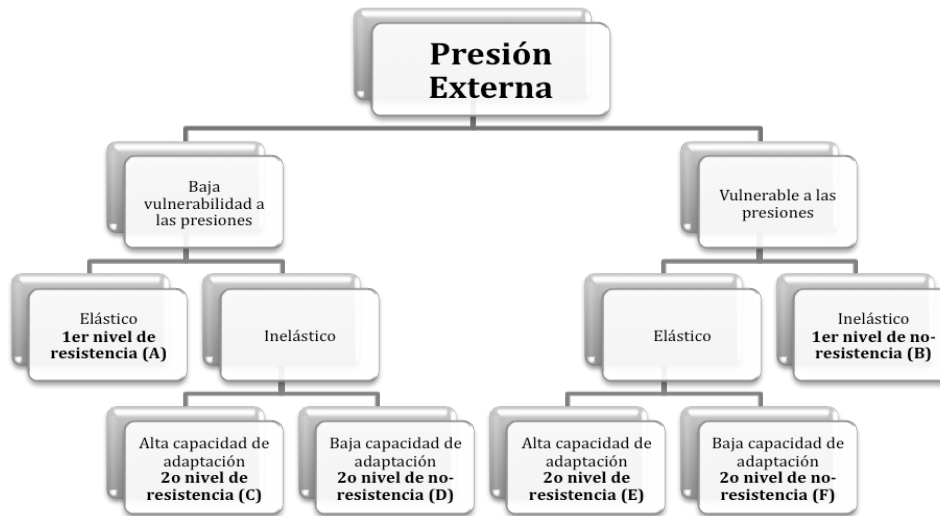 Presión
Externa
Baja
vulnerabilidad a
las presiones
Vulnerable a las
presiones
Elástico
1er nivel de
resistencia (A)
Inelástico
Elástico
Inelástico
1er nivel de no-
resistencia (B)
Alta capacidad de
adaptación
2o nivel de
resistencia (C)
Baja capacidad de
adaptación
2o nivel de no-
resistencia (D)
Alta capacidad de
adaptación
2o nivel de
resistencia (E)
Baja capacidad de
adaptación
2o nivel de no-
resistencia (F)